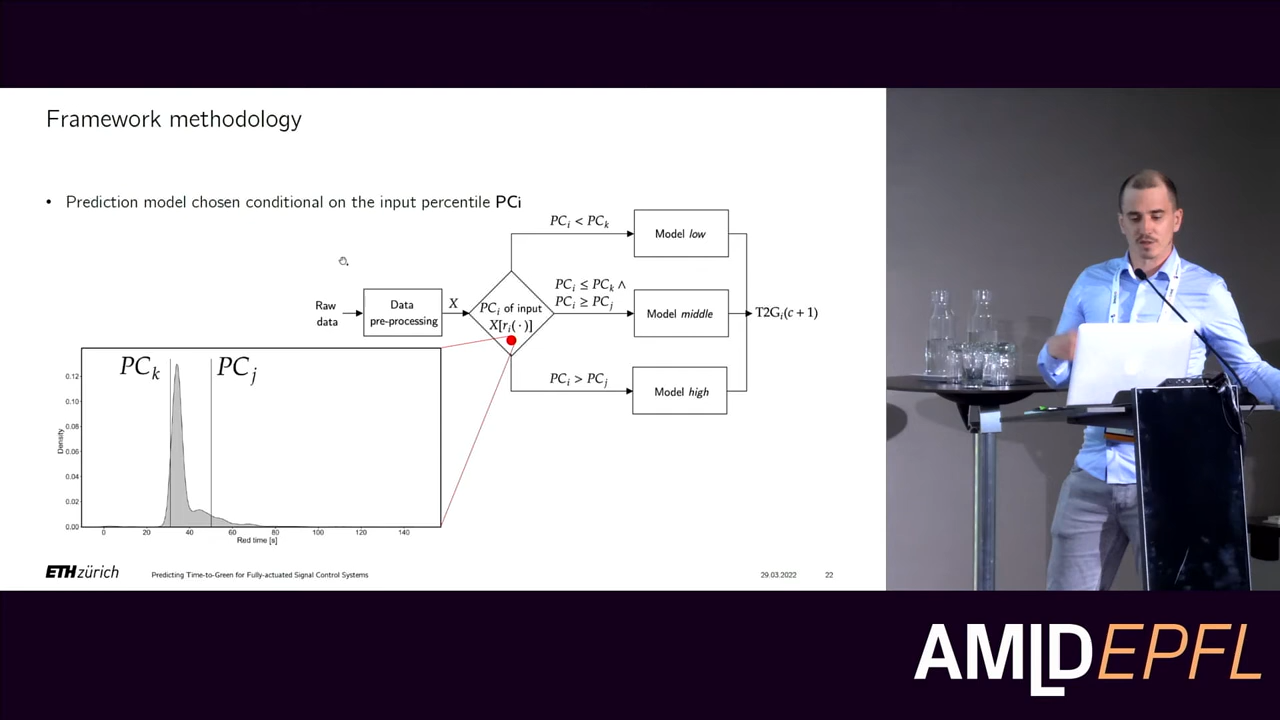 Framework methodology
• Prediction model chosen conditional on the input percentile PCi
PC_i < PC_k
Model low
Raw
data
Data
pre-processing
X
PC_i of input
X[r_i(·)]
PC_i ≤ PC_k ∧
PC_i ≥ PC_j
Model middle
T2G_i(c + 1)
PC_i > PC_j
Model high
PC_k
PC_j
Density
0.12
0.10
0.08
0.06
0.04
0.02
0.00
0 20 40 60 80 100 120 140
Red time [s]
ETHzürich
Predicting Time-to-Green for Fully-actuated Signal Control Systems
29.03.2022
22
AMLDEPFL